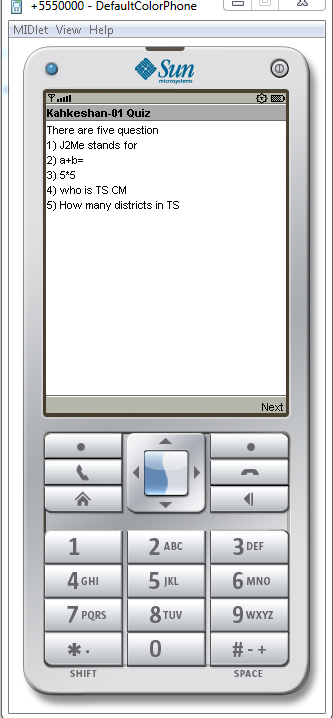 +5550000 - DefaultColorPhone
MIDlet View Help
Sun
microsystems
Kahkeshan-01 Quiz
There are five question
1) J2Me stands for
2) a+b=
3) 5*5
4) who is TS CM
5) How many districts in TS
Next
1 2 ABC 3 DEF
4 GHI 5 JKL 6 MNO
7 PQRS 8 TUV 9 WXYZ
* . 0 # - +
SHIFT SPACE